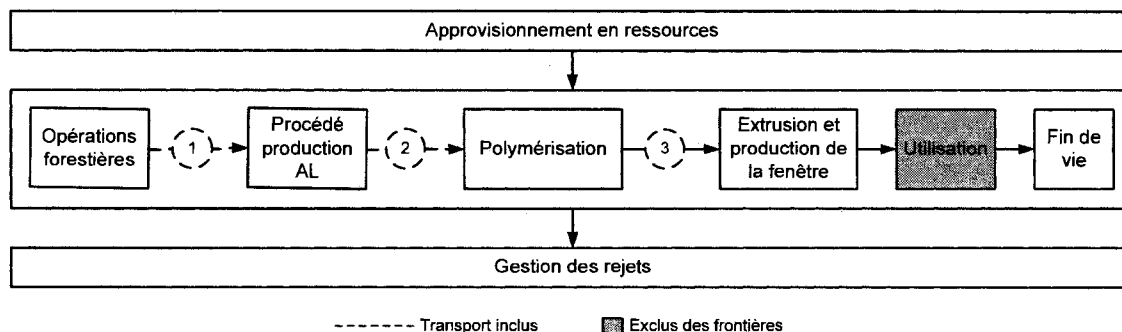 Approvisionnement en ressources
Opérations
forestières
1
Procédé
production
AL
2
Polymérisation
3
Extrusion et
production de
la fenêtre
Utilisation
Fin de
vie
Gestion des rejets
Transport inclus
Exclus des frontières